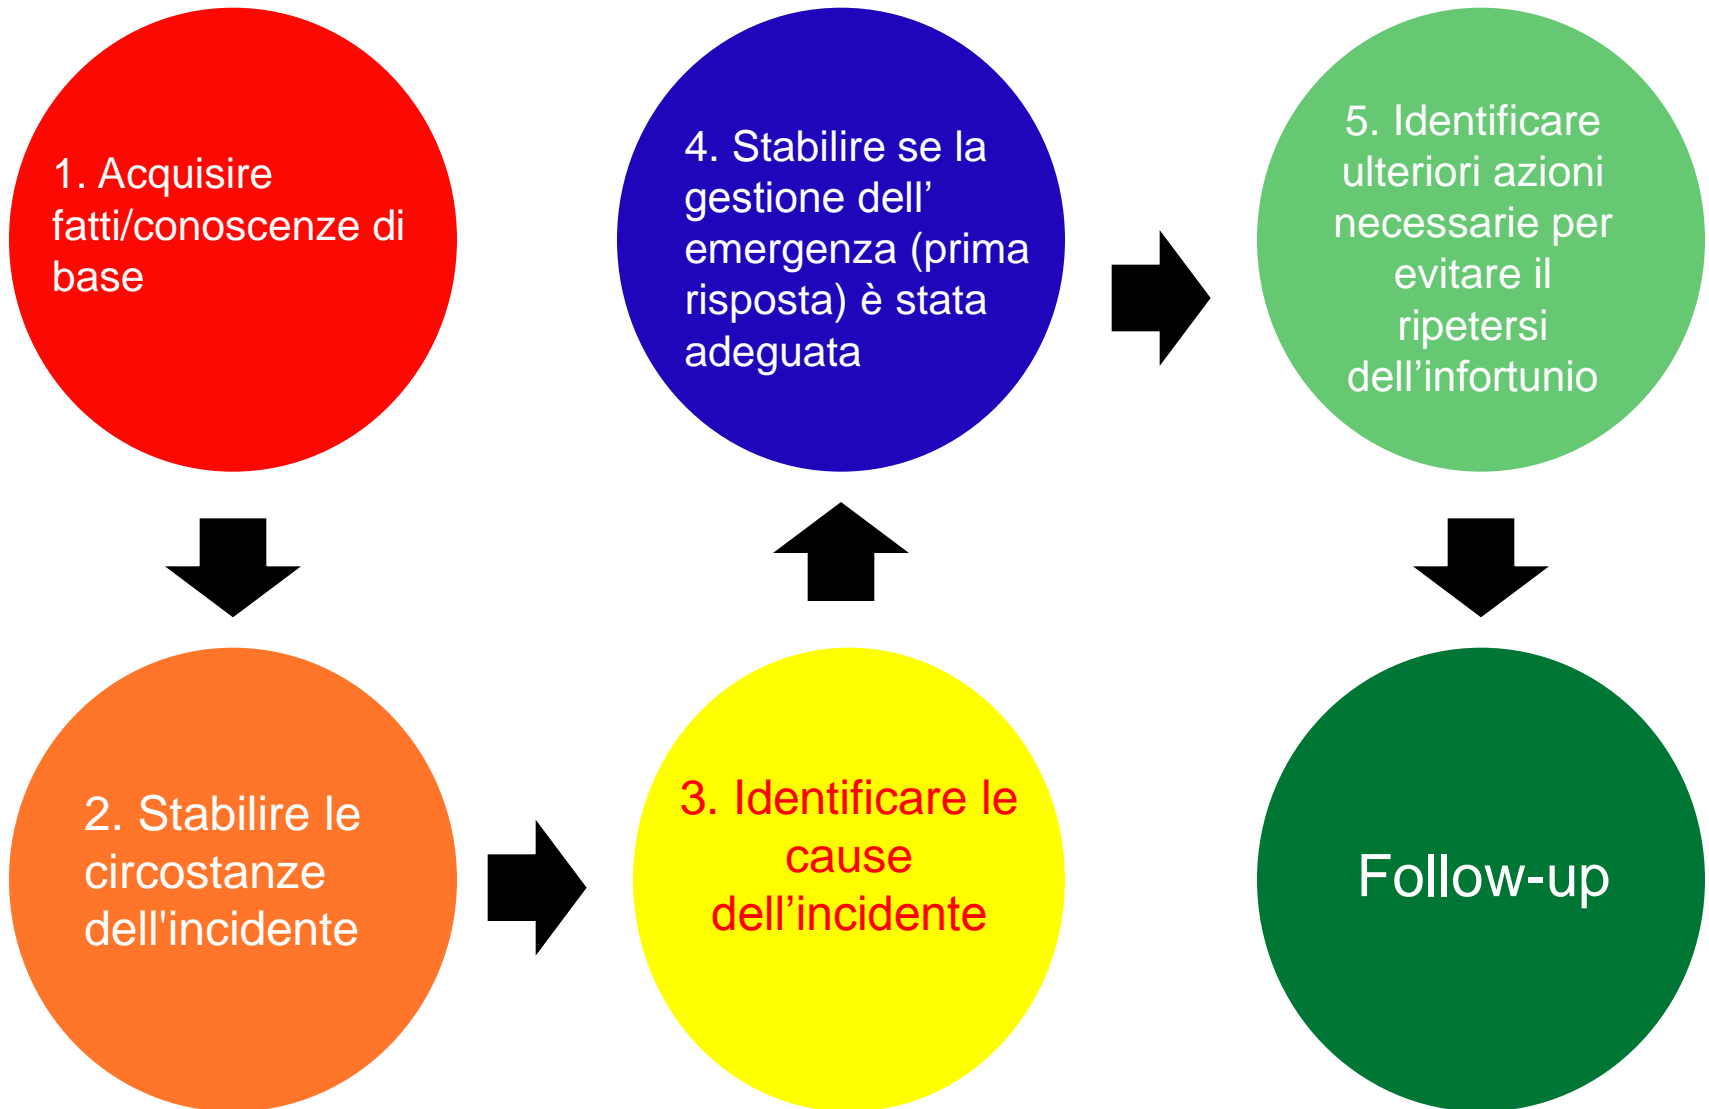 1. Acquisire
fatti/conoscenze di
base
2. Stabilire le
circostanze
dell'incidente
3. Identificare le
cause
dell’incidente
4. Stabilire se la
gestione dell’
emergenza (prima
risposta) è stata
adeguata
5. Identificare
ulteriori azioni
necessarie per
evitare il
ripetersi
dell’infortunio
Follow-up